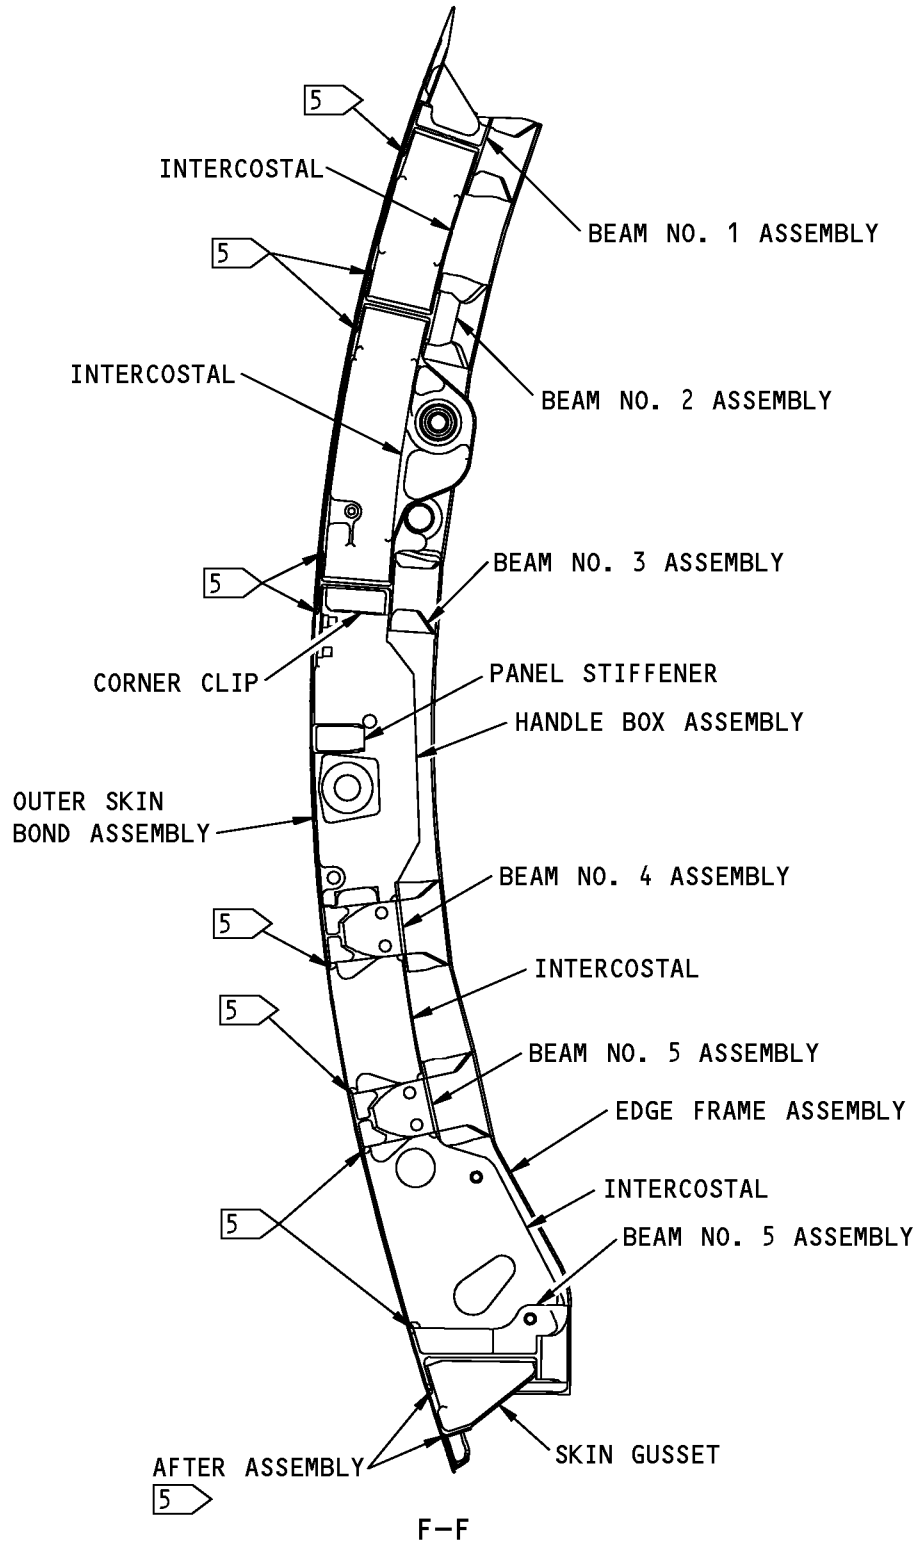 5
INTERCOSTAL
BEAM NO. 1 ASSEMBLY
5
INTERCOSTAL
BEAM NO. 2 ASSEMBLY
BEAM NO. 3 ASSEMBLY
5
CORNER CLIP
PANEL STIFFENER
HANDLE BOX ASSEMBLY
OUTER SKIN
BOND ASSEMBLY
BEAM NO. 4 ASSEMBLY
5
INTERCOSTAL
5
BEAM NO. 5 ASSEMBLY
EDGE FRAME ASSEMBLY
INTERCOSTAL
5
BEAM NO. 5 ASSEMBLY
SKIN GUSSET
AFTER ASSEMBLY
5
F-F